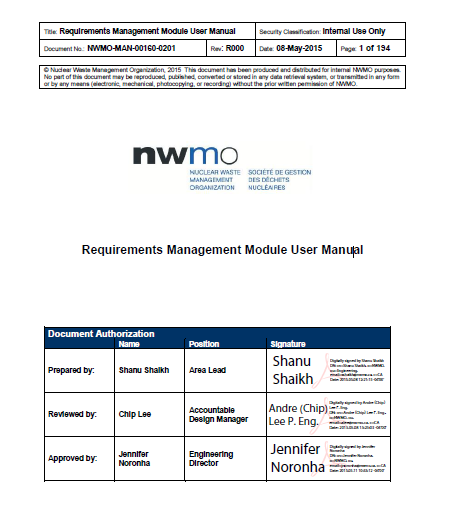 Title: Requirements Management Module User Manual Security Classification: Internal Use Only
Document No.: NWMO-MAN-00160-0201 Rev: R000 Date: 08-May-2015 Page: 1 of 194
© Nuclear Waste Management Organization, 2015 This document has been produced and distributed for internal NWMO purposes.
No part of this document may be reproduced, published, converted or stored in any data retrieval system, or transmitted in any form
or by any means (electronic, mechanical, photocopying, or recording) without the prior written permission of NWMO.
nwmo
NUCLEAR WASTE SOCIÉTÉ DE GESTION
MANAGEMENT DES DÉCHETS
ORGANIZATION NUCLÉAIRES
Requirements Management Module User Manual
Document Authorization
Name Position Signature
Prepared by: Shanu Shaikh Area Lead
Shanu
Shaikh
Digitally signed by Shanu Shaikh
Reviewed by: Chip Lee Accountable
Design Manager
Andre (Chip)
Lee P. Eng.
Digitally signed by Andre (Chip)
Lee P. Eng.
Approved by: Jennifer
Noronha
Engineering
Director
Jennifer
Noronha
Digitally signed by Jennifer
Noronha